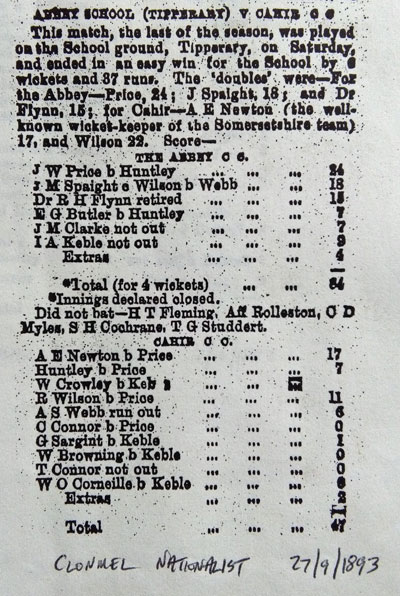 ABBEY SCHOOL (TIPPERARY) V CAHIR C C
This match, the last of the season, was played
on the School ground, Tipperary, on Saturday,
and ended in an easy win for the School by 6
wickets and 37 runs. The 'doubles' were—For
the Abbey—Price, 24; J Spaight, 18; and Dr
Flynn, 15; for Cahir—A E Newton (the well-
known wicket-keeper of the Somersetshire team)
17, and Wilson 22. Score—
THE ABBEY C C.
J W Price b Huntley ... ... ... 24
J M Spaight c Wilson b Webb ... ... 18
Dr R H Flynn retired ... ... ... 15
E G Butler b Huntley ... ... ... 7
J M Clarke not out ... ... ... 7
I A Keble not out ... ... ... 9
Extras ... ... ... 4
*Total (for 4 wickets) ... ... 84
*Innings declared closed.
Did not bat—H T Fleming, Aff Rolleston, C D
Myles, S H Cochrane, T G Studdert.
CAHIR C C.
A E Newton b Price ... ... ... 17
Huntley b Price ... ... ... 7
W Crowley b ... ...
R Wilson b Price ... ... ... 11
A S Webb run out ... ... ... 6
C Connor b Price ... ... ... 0
G Sargint b Keble ... ... ... 1
W Browning b Keble ... ... ... 0
T Connor not out ... ... ... 0
W O Corneille b Keble ... ... ...
Extras ... ... ... 2
Total ... ... ... 47
CLONMEL NATIONALIST 27/9/1893